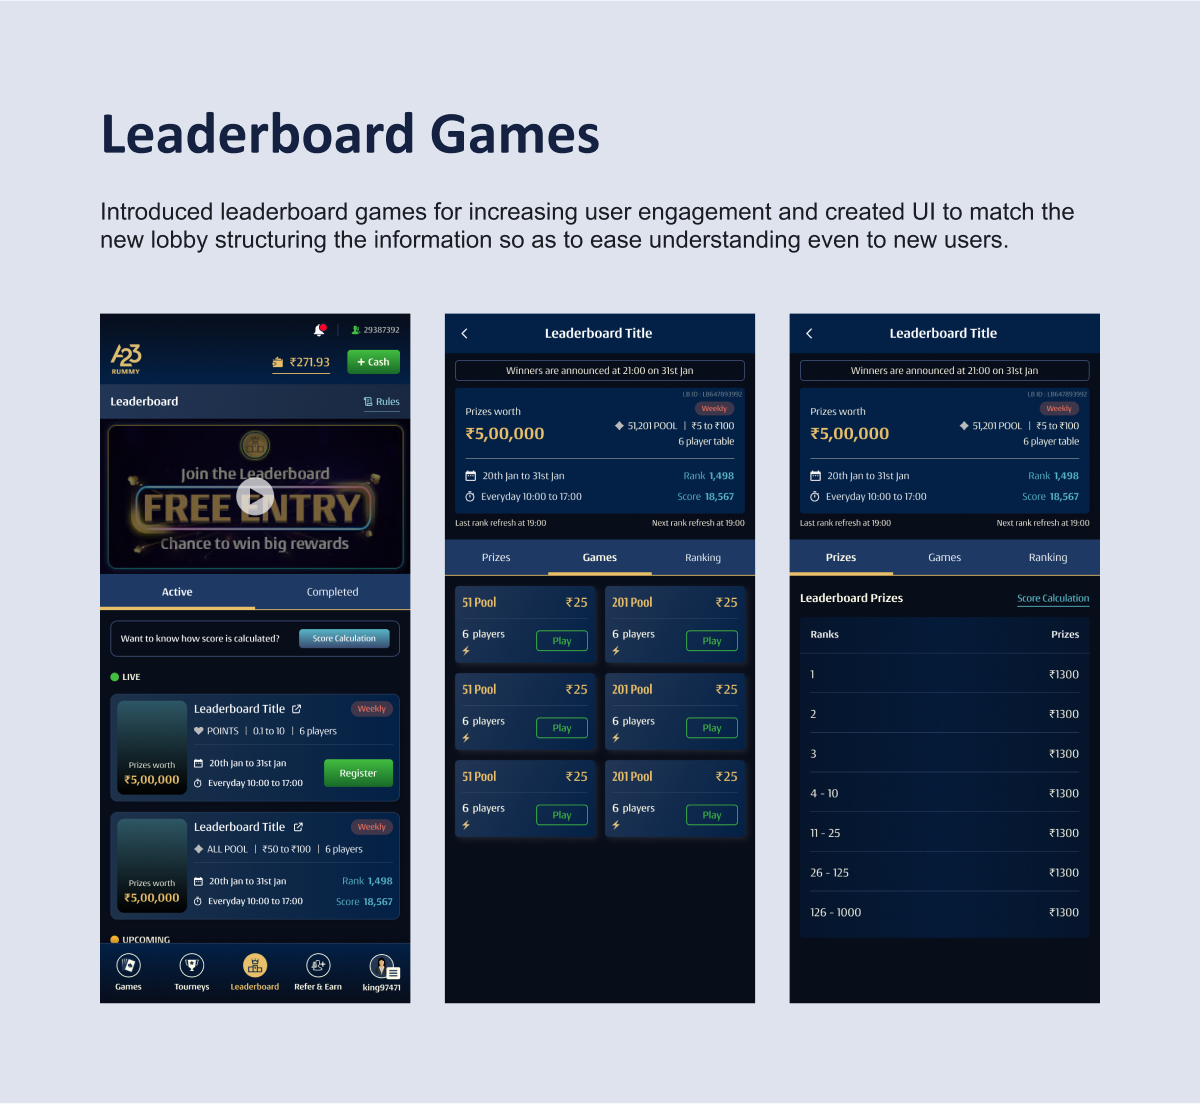 Leaderboard Games
Introduced leaderboard games for increasing user engagement and created UI to match the
new lobby structuring the information so as to ease understanding even to new users.
29387392
A23
RUMMY
₹271.93
+ Cash
Leaderboard
Rules
Join the Leaderboard
FREE ENTRY
Chance to win big rewards
Active
Completed
Want to know how score is calculated?
Score Calculation
LIVE
Leaderboard Title
Weekly
POINTS | 0.1 to 10 | 6 players
Prizes worth
₹5,00,000
20th Jan to 31st Jan
Everyday 10:00 to 17:00
Register
Leaderboard Title
Weekly
ALL POOL | ₹50 to ₹100 | 6 players
Prizes worth
₹5,00,000
20th Jan to 31st Jan
Rank 1,498
Everyday 10:00 to 17:00
Score 18,567
UPCOMING
Games
Tourneys
Leaderboard
Refer & Earn
king97471
Leaderboard Title
Winners are announced at 21:00 on 31st Jan
LB ID : LB647893992
Weekly
Prizes worth
₹5,00,000
51,201 POOL | ₹5 to ₹100
6 player table
20th Jan to 31st Jan
Rank 1,498
Everyday 10:00 to 17:00
Score 18,567
Last rank refresh at 19:00
Next rank refresh at 19:00
Prizes
Games
Ranking
51 Pool ₹25
6 players
Play
201 Pool ₹25
6 players
Play
51 Pool ₹25
6 players
Play
201 Pool ₹25
6 players
Play
51 Pool ₹25
6 players
Play
201 Pool ₹25
6 players
Play
Leaderboard Title
Winners are announced at 21:00 on 31st Jan
LB ID : LB647893992
Weekly
Prizes worth
₹5,00,000
51,201 POOL | ₹5 to ₹100
6 player table
20th Jan to 31st Jan
Rank 1,498
Everyday 10:00 to 17:00
Score 18,567
Last rank refresh at 19:00
Next rank refresh at 19:00
Prizes
Games
Ranking
Leaderboard Prizes
Score Calculation
Ranks Prizes
1 ₹1300
2 ₹1300
3 ₹1300
4 - 10 ₹1300
11 - 25 ₹1300
26 - 125 ₹1300
126 - 1000 ₹1300